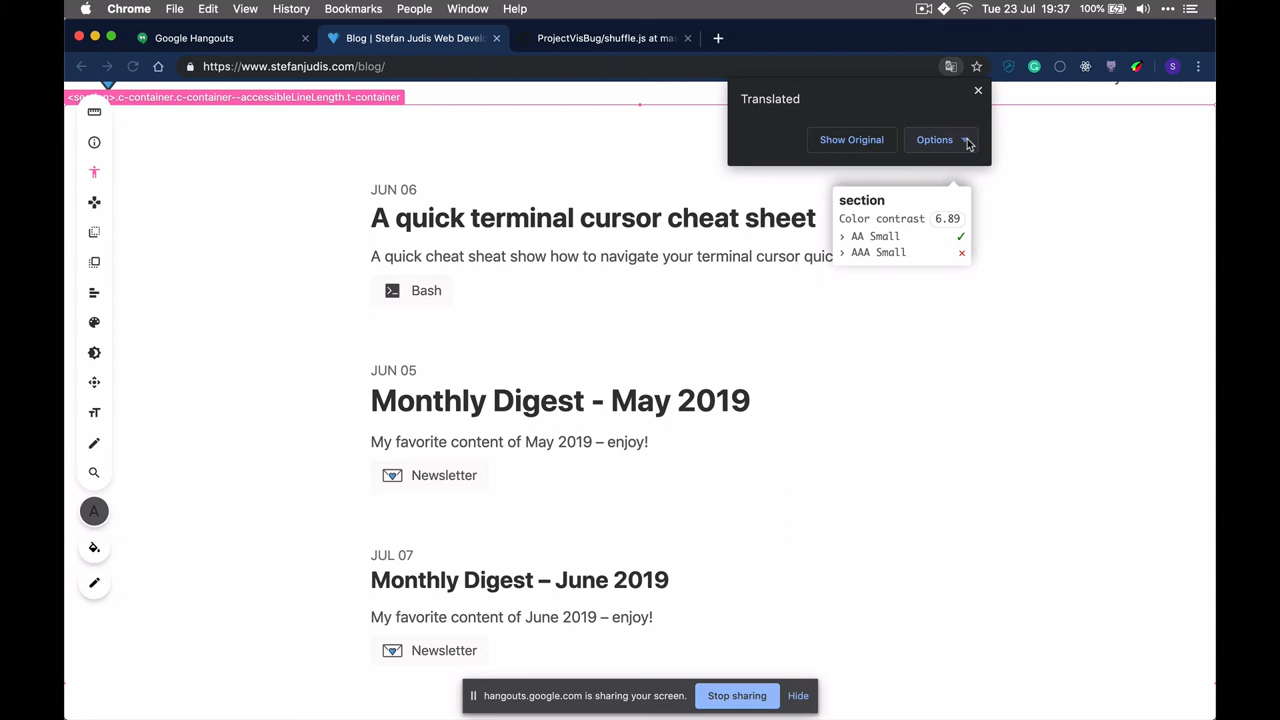 Chrome File Edit View History Bookmarks People Window Help Tue 23 Jul 19:37 100%
Google Hangouts Blog | Stefan Judis Web Devel ProjectVisBug/shuffle.js at ma
https://www.stefanjudis.com/blog/ S
<section>.c-container.c-container--accessibleLineLength.t-container
Translated
Show Original Options
section
Color contrast 6.89
AA Small ✓
AAA Small ×
JUN 06
A quick terminal cursor cheat sheet
A quick cheat sheat show how to navigate your terminal cursor quic
Bash
JUN 05
Monthly Digest - May 2019
My favorite content of May 2019 – enjoy!
Newsletter
A
JUL 07
Monthly Digest – June 2019
My favorite content of June 2019 – enjoy!
Newsletter
hangouts.google.com is sharing your screen. Stop sharing Hide